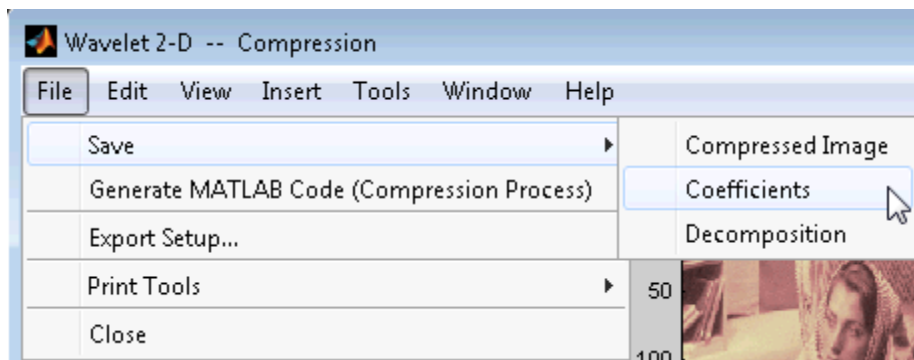 Wavelet 2-D -- Compression
File Edit View Insert Tools Window Help
Save
Generate MATLAB Code (Compression Process)
Export Setup...
Print Tools
Close
Compressed Image
Coefficients
Decomposition
50
100